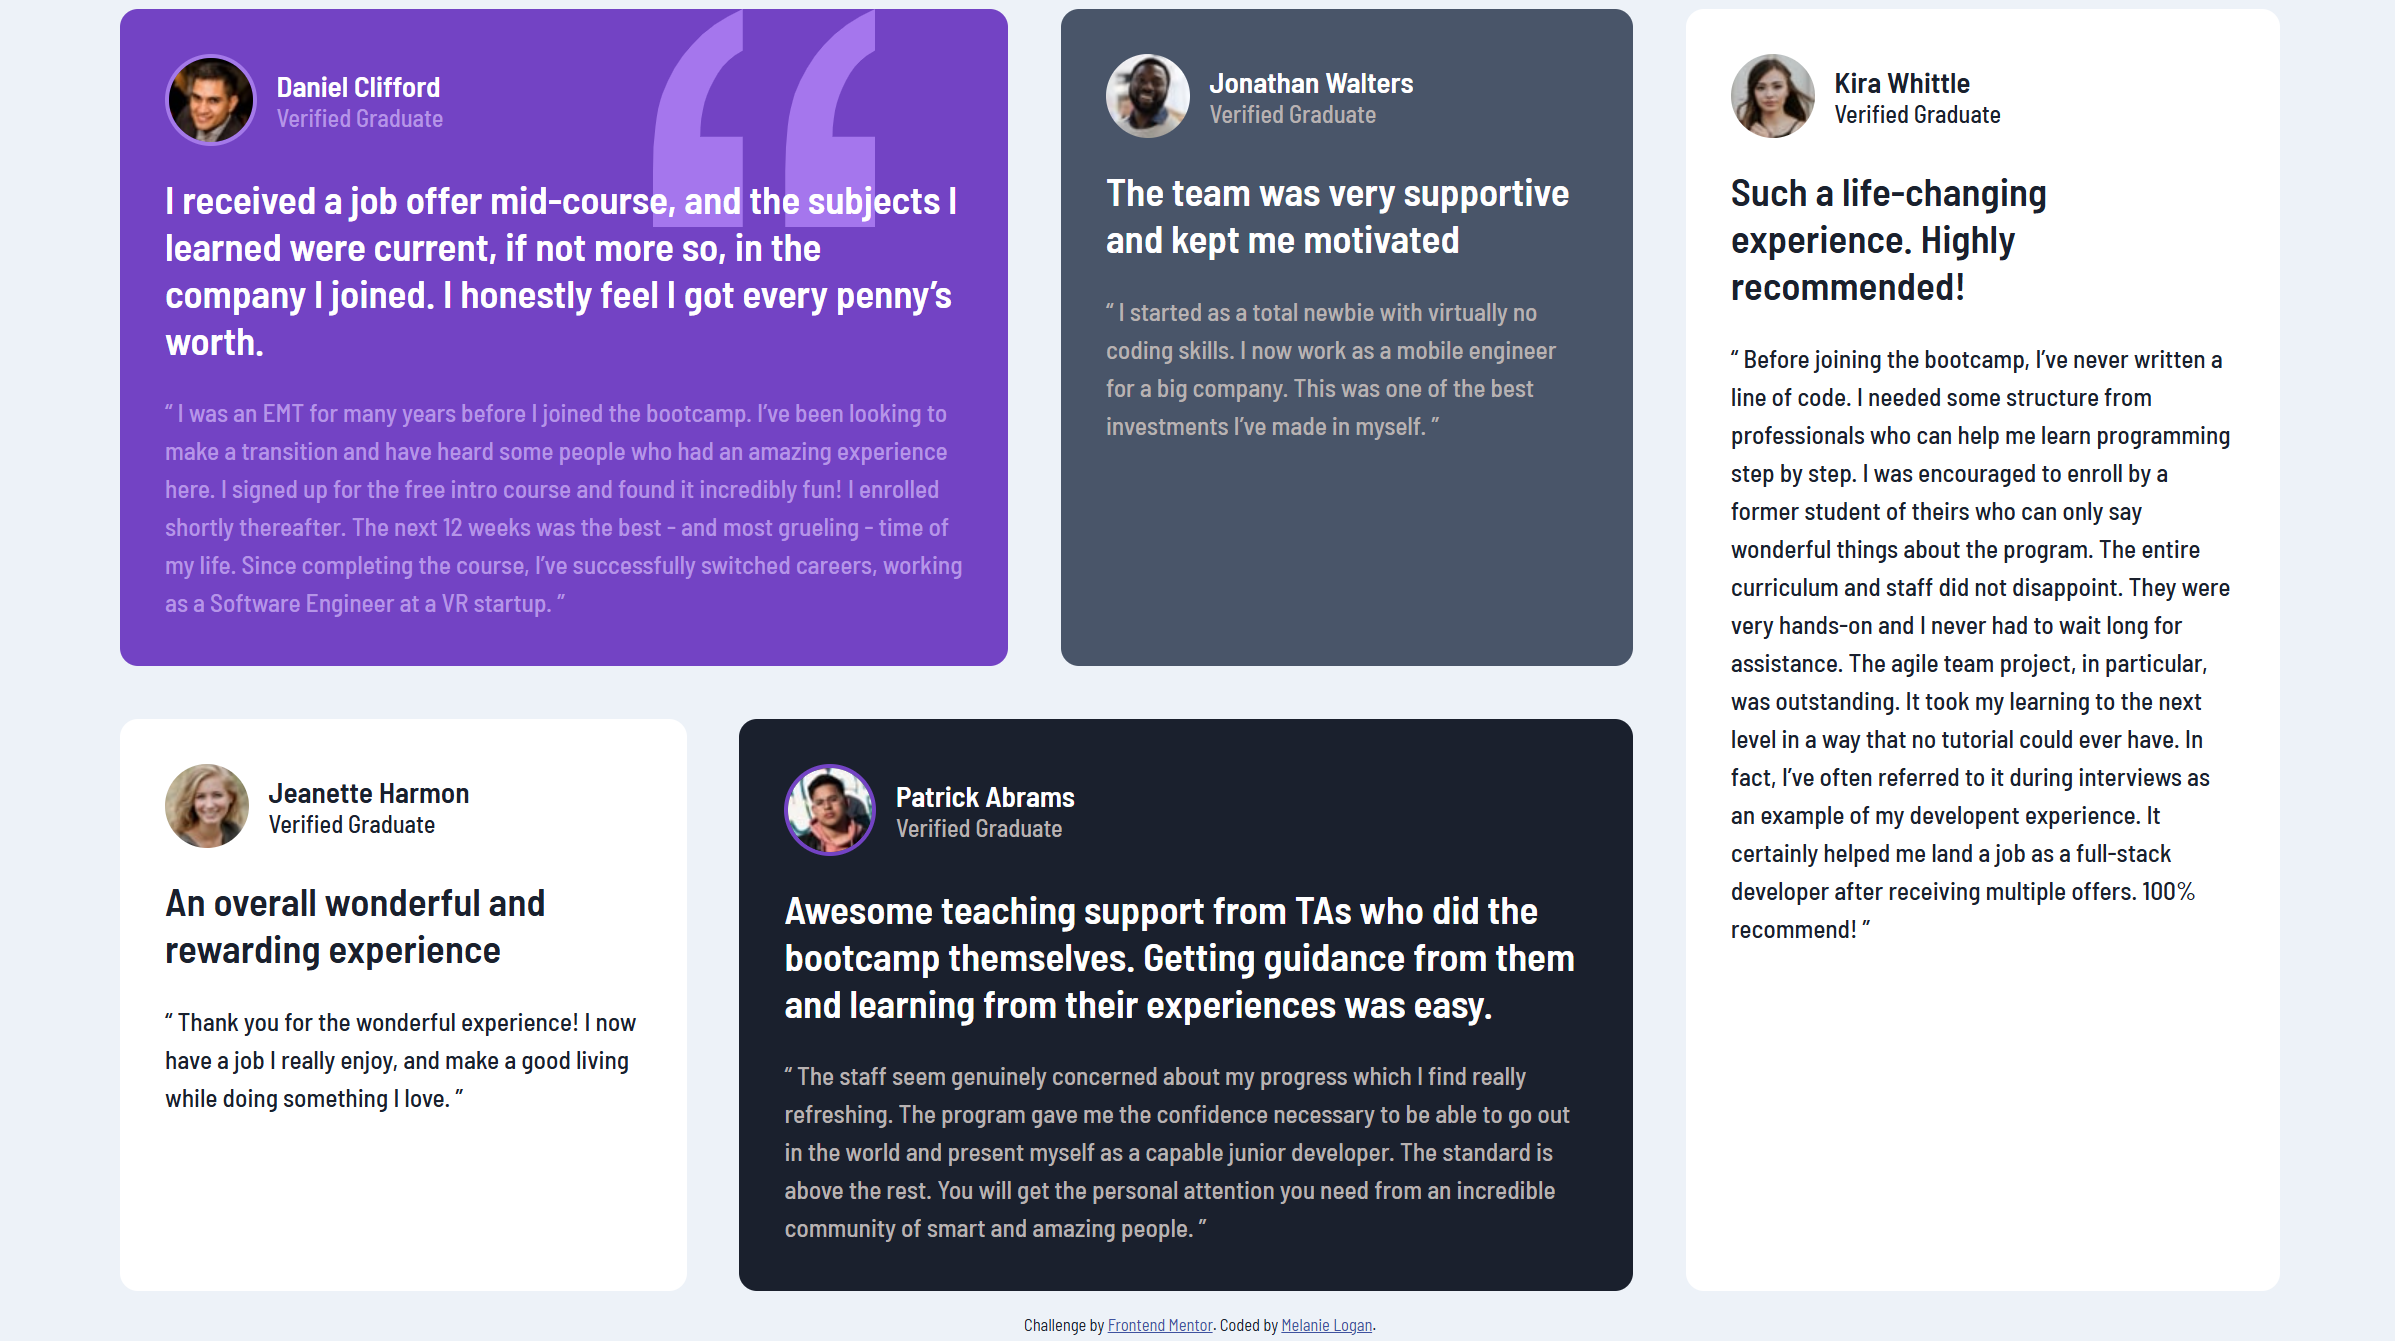 Daniel Clifford
Verified Graduate
I received a job offer mid-course, and the subjects I
learned were current, if not more so, in the
company I joined. I honestly feel I got every penny’s
worth.
“ I was an EMT for many years before I joined the bootcamp. I’ve been looking to
make a transition and have heard some people who had an amazing experience
here. I signed up for the free intro course and found it incredibly fun! I enrolled
shortly thereafter. The next 12 weeks was the best - and most grueling - time of
my life. Since completing the course, I’ve successfully switched careers, working
as a Software Engineer at a VR startup. ”
Jonathan Walters
Verified Graduate
The team was very supportive
and kept me motivated
“ I started as a total newbie with virtually no
coding skills. I now work as a mobile engineer
for a big company. This was one of the best
investments I’ve made in myself. ”
Kira Whittle
Verified Graduate
Such a life-changing
experience. Highly
recommended!
“ Before joining the bootcamp, I’ve never written a
line of code. I needed some structure from
professionals who can help me learn programming
step by step. I was encouraged to enroll by a
former student of theirs who can only say
wonderful things about the program. The entire
curriculum and staff did not disappoint. They were
very hands-on and I never had to wait long for
assistance. The agile team project, in particular,
was outstanding. It took my learning to the next
level in a way that no tutorial could ever have. In
fact, I’ve often referred to it during interviews as
an example of my developent experience. It
certainly helped me land a job as a full-stack
developer after receiving multiple offers. 100%
recommend! ”
Jeanette Harmon
Verified Graduate
An overall wonderful and
rewarding experience
“ Thank you for the wonderful experience! I now
have a job I really enjoy, and make a good living
while doing something I love. ”
Patrick Abrams
Verified Graduate
Awesome teaching support from TAs who did the
bootcamp themselves. Getting guidance from them
and learning from their experiences was easy.
“ The staff seem genuinely concerned about my progress which I find really
refreshing. The program gave me the confidence necessary to be able to go out
in the world and present myself as a capable junior developer. The standard is
above the rest. You will get the personal attention you need from an incredible
community of smart and amazing people. ”
Challenge by Frontend Mentor. Coded by Melanie Logan.